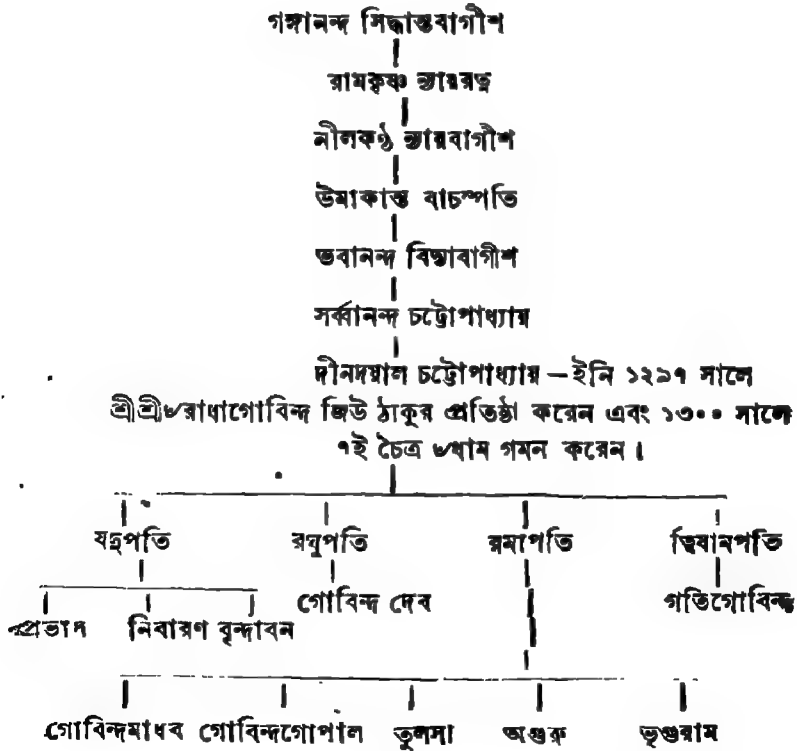 গঙ্গানন্দ সিদ্ধান্তবাগীশ
রামকৃষ্ণ ন্যায়রত্ন
নীলকণ্ঠ ন্যায়বাগীশ
উমাকান্ত বাচস্পতি
ভবানন্দ বিদ্যাবাগীশ
সর্ব্বানন্দ চট্টোপাধ্যায়
দীনদয়াল চট্টোপাধ্যায় — ইনি ১২৯৭ সালে
শ্রীশ্রী৺রাধাগোবিন্দ জিউ ঠাকুর প্রতিষ্ঠা করেন এবং ১৩০০ সালে
৭ই চৈত্র ৺ধাম গমন করেন।
যদুপতি রঘুপতি রমাপতি ত্বিষাংপতি
গোবিন্দ দেব গতিগোবিন্দ
প্রভাস নিবারণ বৃন্দাবন
গোবিন্দমাধব গোবিন্দগোপাল তুলসী অগুরু ভৃগুরাম